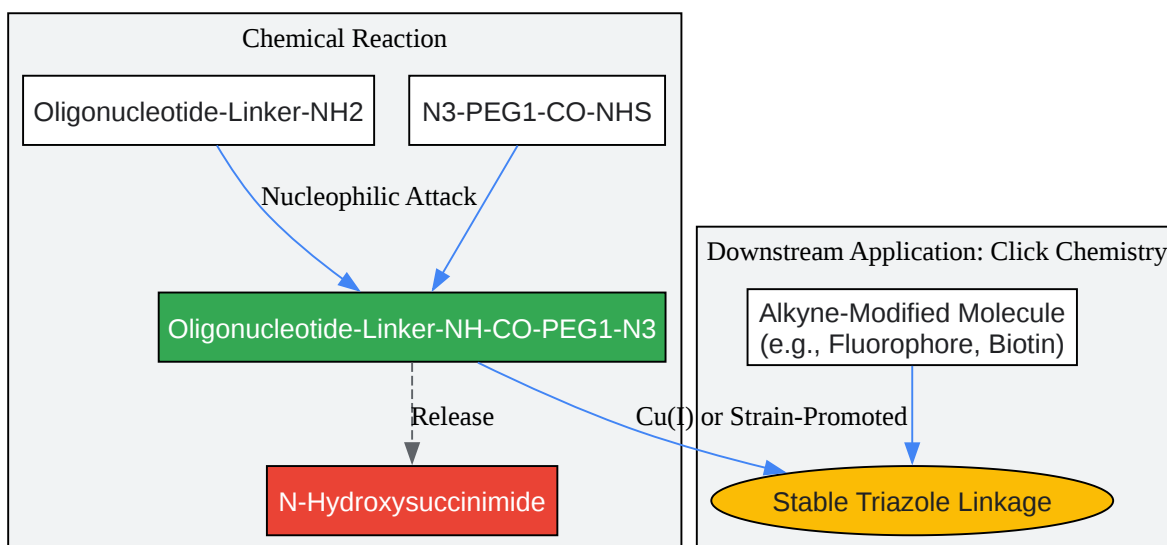 Chemical Reaction
Oligonucleotide-Linker-NH2
N3-PEG1-CO-NHS
Nucleophilic Attack
Oligonucleotide-Linker-NH-CO-PEG1-N3
Release
N-Hydroxysuccinimide
Downstream Application: Click Chemistry
Alkyne-Modified Molecule
(e.g., Fluorophore, Biotin)
Cu(I) or Strain-Promoted
Stable Triazole Linkage